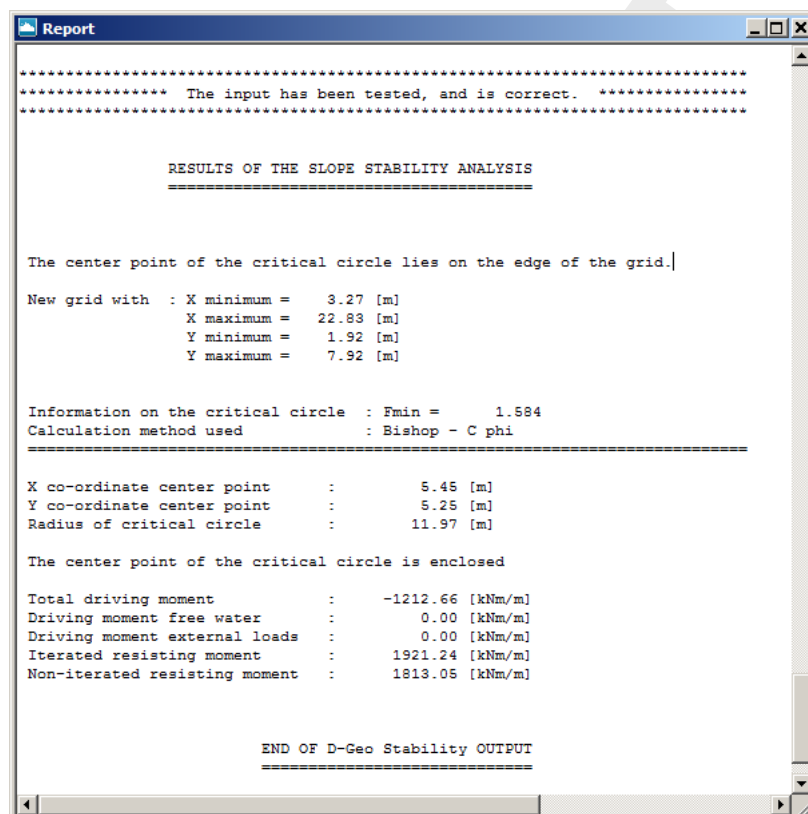 Report
******************************************************************************
**************** The input has been tested, and is correct. ****************
******************************************************************************
RESULTS OF THE SLOPE STABILITY ANALYSIS
=======================================
The center point of the critical circle lies on the edge of the grid.
New grid with : X minimum = 3.27 [m]
X maximum = 22.83 [m]
Y minimum = 1.92 [m]
Y maximum = 7.92 [m]
Information on the critical circle : Fmin = 1.584
Calculation method used : Bishop - C phi
=============================================================================
X co-ordinate center point : 5.45 [m]
Y co-ordinate center point : 5.25 [m]
Radius of critical circle : 11.97 [m]
The center point of the critical circle is enclosed
Total driving moment : -1212.66 [kNm/m]
Driving moment free water : 0.00 [kNm/m]
Driving moment external loads : 0.00 [kNm/m]
Iterated resisting moment : 1921.24 [kNm/m]
Non-iterated resisting moment : 1813.05 [kNm/m]
END OF D-Geo Stability OUTPUT
=============================